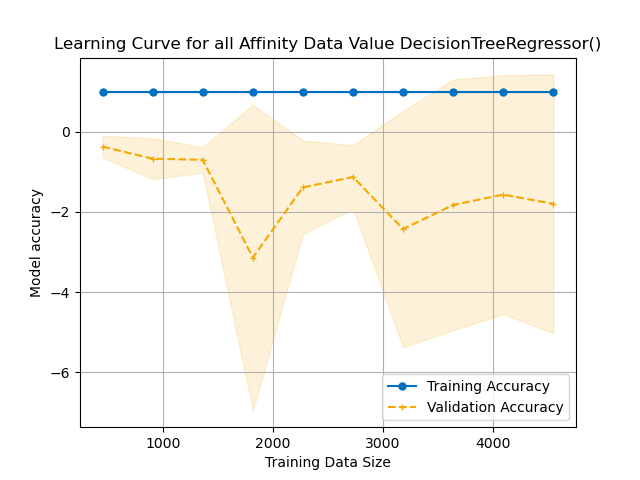 Learning Curve for all Affinity Data Value DecisionTreeRegressor()
0
−2
−4
−6
Model accuracy
Training Accuracy
Validation Accuracy
1000 2000 3000 4000
Training Data Size